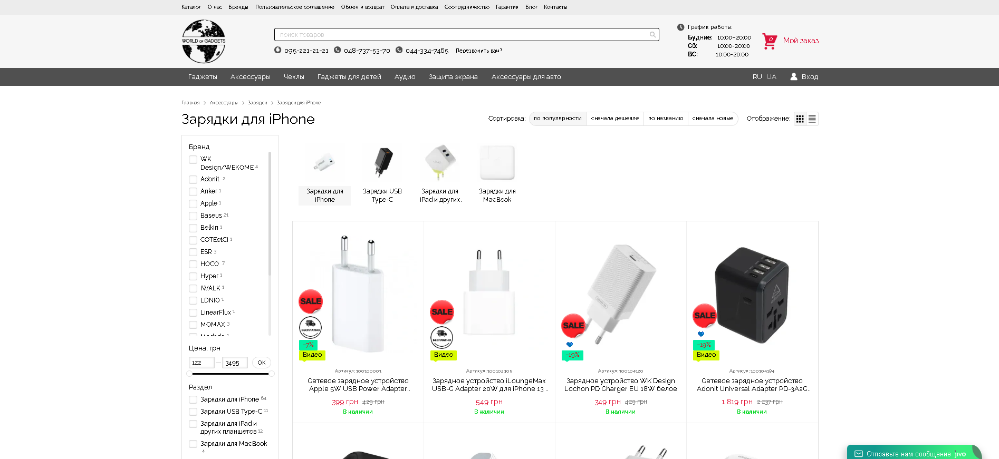 Каталог О нас Бренды Пользовательское соглашение Обмен и возврат Оплата и доставка Соотрудничество Гарантия Блог Контакты
WORLD OF GADGETS
поиск товаров
095-221-21-21 048-737-53-70 044-334-7465 Перезвонить вам?
График работы:
Будние: 10:00–20:00
Сб: 10:00-20:00
ВС: 10:00-20:00
0 Мой заказ
Гаджеты Аксессуары Чехлы Гаджеты для детей Аудио Защита экрана Аксессуары для авто RU UA Вход
Главная Аксессуары Зарядки Зарядки для iPhone
Зарядки для iPhone
Сортировка: по популярности сначала дешевле по названию сначала новые Отображение:
Бренд
WK
Design/WEKOME 4
Adonit 2
Anker 1
Apple 1
Baseus 21
Belkin 1
COTEetCi 1
ESR 3
HOCO 7
Hyper 1
IWALK 1
LDNIO 1
LinearFlux 1
MOMAX 3
Цена, грн
122 — 3495 OK
Раздел
Зарядки для iPhone 64
Зарядки USB Type-C 11
Зарядки для iPad и
других планшетов 12
Зарядки для MacBook
4
Зарядки для
iPhone
Зарядки USB
Type-C
Зарядки для
iPad и других.
Зарядки для
MacBook
SALE
БЕСПЛАТНО
-7%
Видео
Артикул: 100100001
Сетевое зарядное устройство
Apple 5W USB Power Adapter..
399 грн 429 грн
В наличии
SALE
БЕСПЛАТНО
Видео
Артикул: 100102305
Зарядное устройство iLoungeMax
USB-C Adapter 20W для iPhone 13 ..
549 грн
В наличии
SALE
-19%
Артикул: 100104120
Зарядное устройство WK Design
Lochon PD Charger EU 18W белое
349 грн 429 грн
В наличии
SALE
-19%
Видео
Артикул: 100104184
Сетевое зарядное устройство
Adonit Universal Adapter PD-3A2C..
1 819 грн 2 237 грн
В наличии
Отправьте нам сообщение jivo